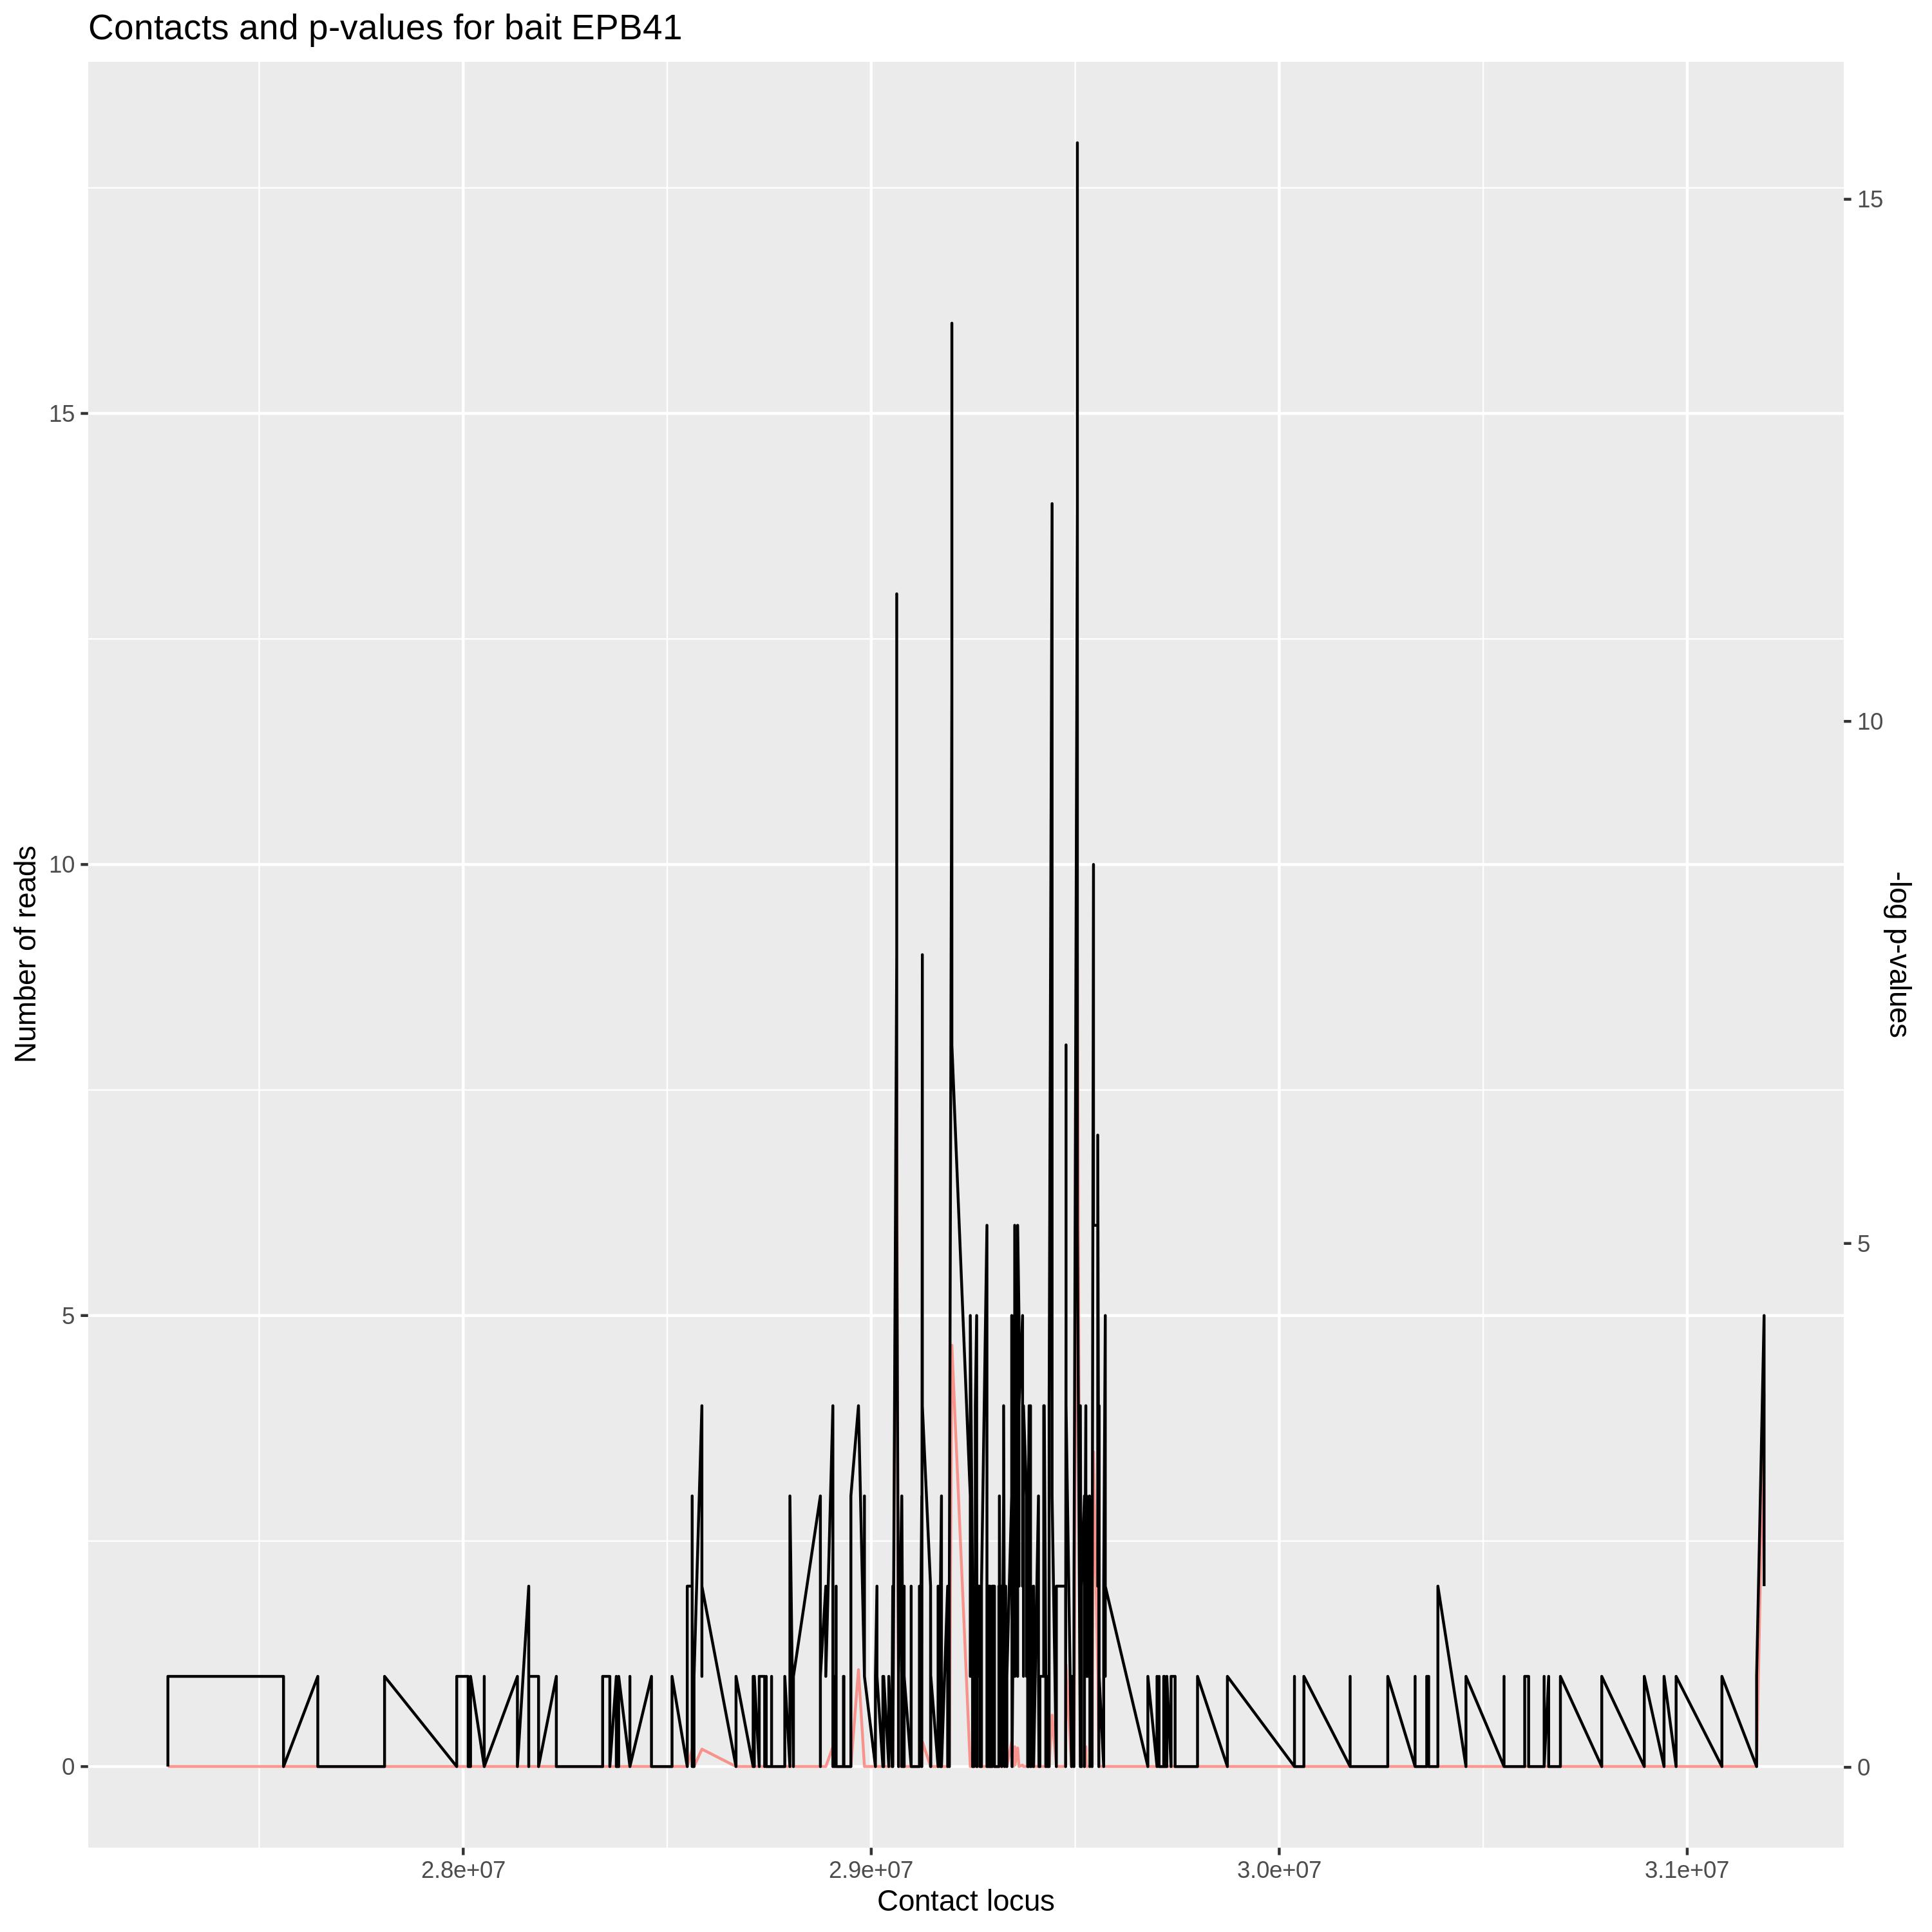 Contacts and p-values for bait EPB41
Number of reads
15
10
5
0
15
10
5
0
-log p-values
2.8e+07 2.9e+07 3.0e+07 3.1e+07
Contact locus